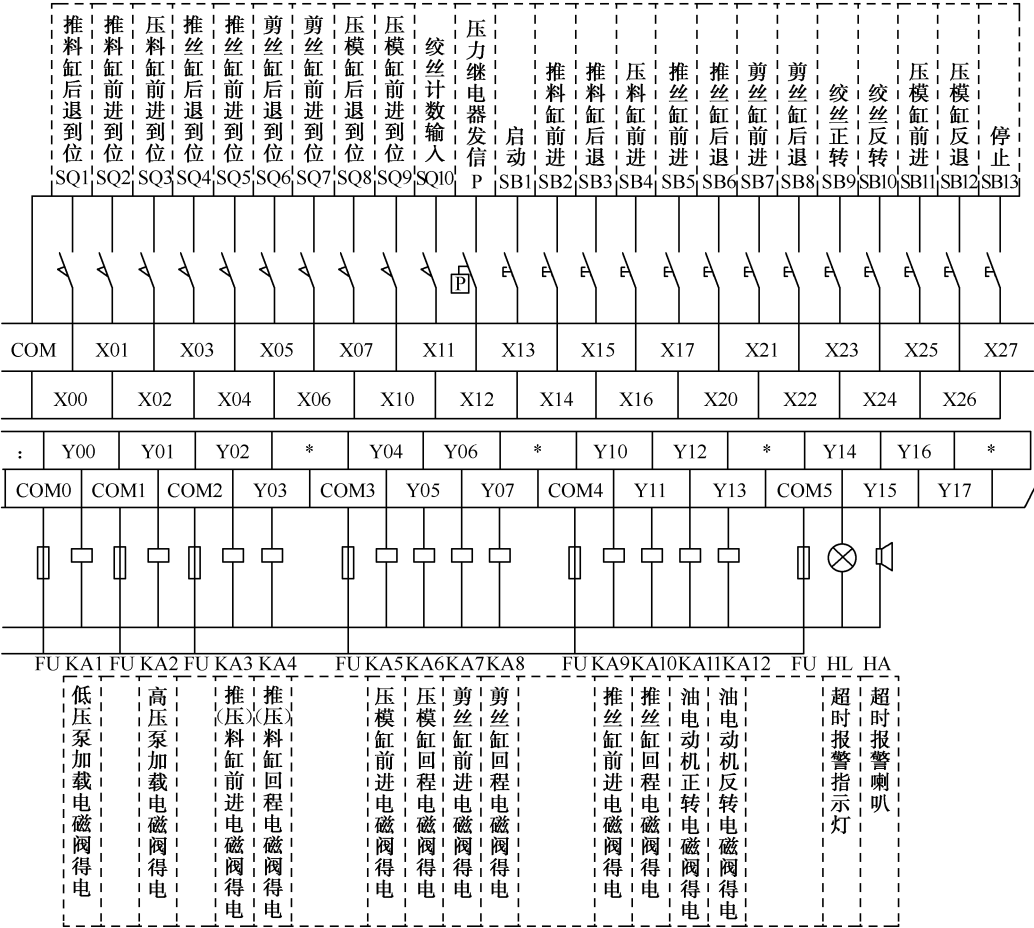 推料缸后退到位
推料缸前进到位
压料缸前进到位
推丝缸后退到位
推丝缸前进到位
剪丝缸后退到位
剪丝缸前进到位
压模缸后退到位
压模缸前进到位
绞丝计数输入
压力继电器发信
启动
推料缸前进
推料缸后退
压料缸前进
推丝缸前进
推丝缸后退
剪丝缸前进
剪丝缸后退
绞丝正转
绞丝反转
压模缸前进
压模缸反退
停止
SQ1 SQ2 SQ3 SQ4 SQ5 SQ6 SQ7 SQ8 SQ9 SQ10 P SB1 SB2 SB3 SB4 SB5 SB6 SB7 SB8 SB9 SB10 SB11 SB12 SB13
P
COM X01 X03 X05 X07 X11 X13 X15 X17 X21 X23 X25 X27
X00 X02 X04 X06 X10 X12 X14 X16 X20 X22 X24 X26
: Y00 Y01 Y02 * Y04 Y06 * Y10 Y12 * Y14 Y16 *
COM0 COM1 COM2 Y03 COM3 Y05 Y07 COM4 Y11 Y13 COM5 Y15 Y17
FU KA1 FU KA2 FU KA3 KA4 FU KA5 KA6 KA7 KA8 FU KA9 KA10 KA11 KA12 FU HL HA
低压泵加载电磁阀得电
高压泵加载电磁阀得电
推（压）料缸前进电磁阀得电
推（压）料缸回程电磁阀得电
压模缸前进电磁阀得电
压模缸回程电磁阀得电
剪丝缸前进电磁阀得电
剪丝缸回程电磁阀得电
推丝缸前进电磁阀得电
推丝缸回程电磁阀得电
油电动机正转电磁阀得电
油电动机反转电磁阀得电
超时报警指示灯
超时报警喇叭